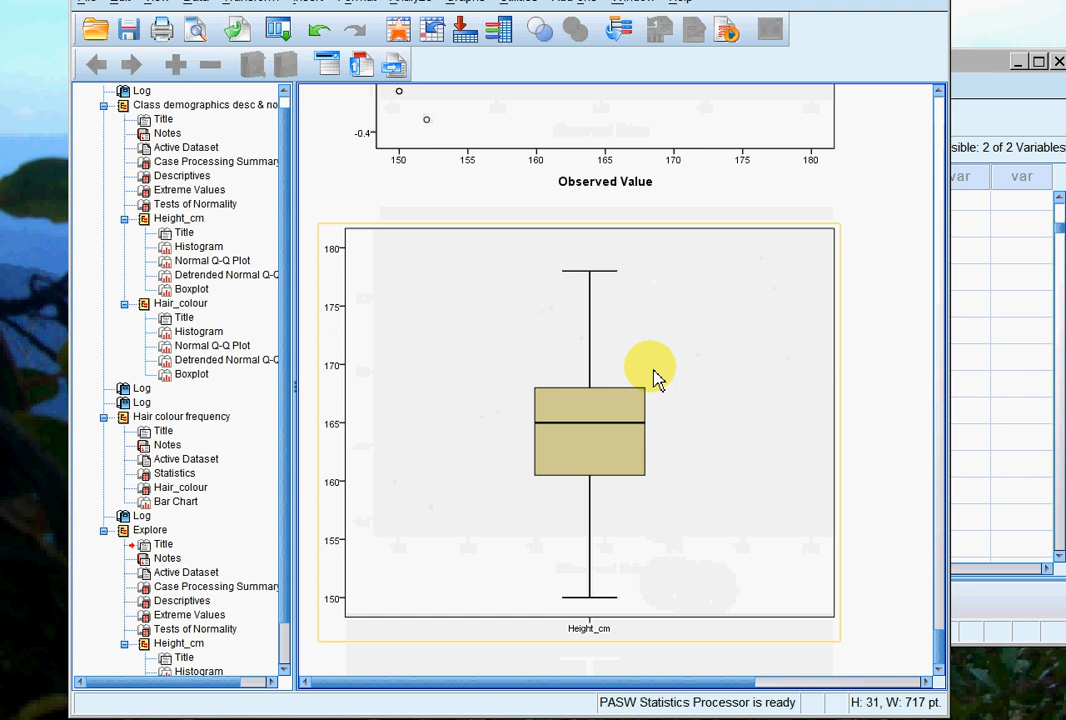 Log
Class demographics desc & no
Title
Notes
Active Dataset
Case Processing Summar
Descriptives
Extreme Values
Tests of Normality
Height_cm
Title
Histogram
Normal Q-Q Plot
Detrended Normal Q-Q
Boxplot
Hair_colour
Title
Histogram
Normal Q-Q Plot
Detrended Normal Q-Q
Boxplot
Log
Log
Hair colour frequency
Title
Notes
Active Dataset
Statistics
Hair_colour
Bar Chart
Log
Explore
Title
Notes
Active Dataset
Case Processing Summar
Descriptives
Extreme Values
Tests of Normality
Height_cm
Title
Histogram
-0.4
150 155 160 165 170 175 180
Observed Value
180
175
170
165
160
155
150
Height_cm
sible: 2 of 2 Variables
var var
PASW Statistics Processor is ready
H: 31, W: 717 pt.